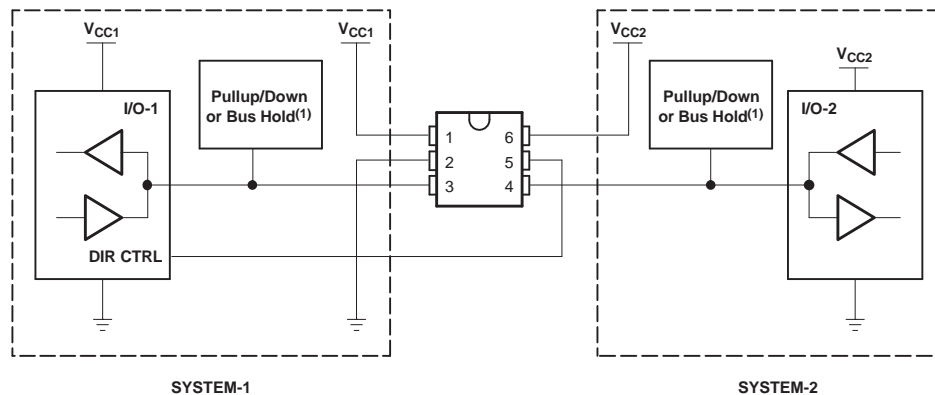 VCC1
VCC1
VCC2
VCC2
I/O-1
Pullup/Down
or Bus Hold(1)
Pullup/Down
or Bus Hold(1)
I/O-2
1
6
2
5
3
4
DIR CTRL
SYSTEM-1
SYSTEM-2